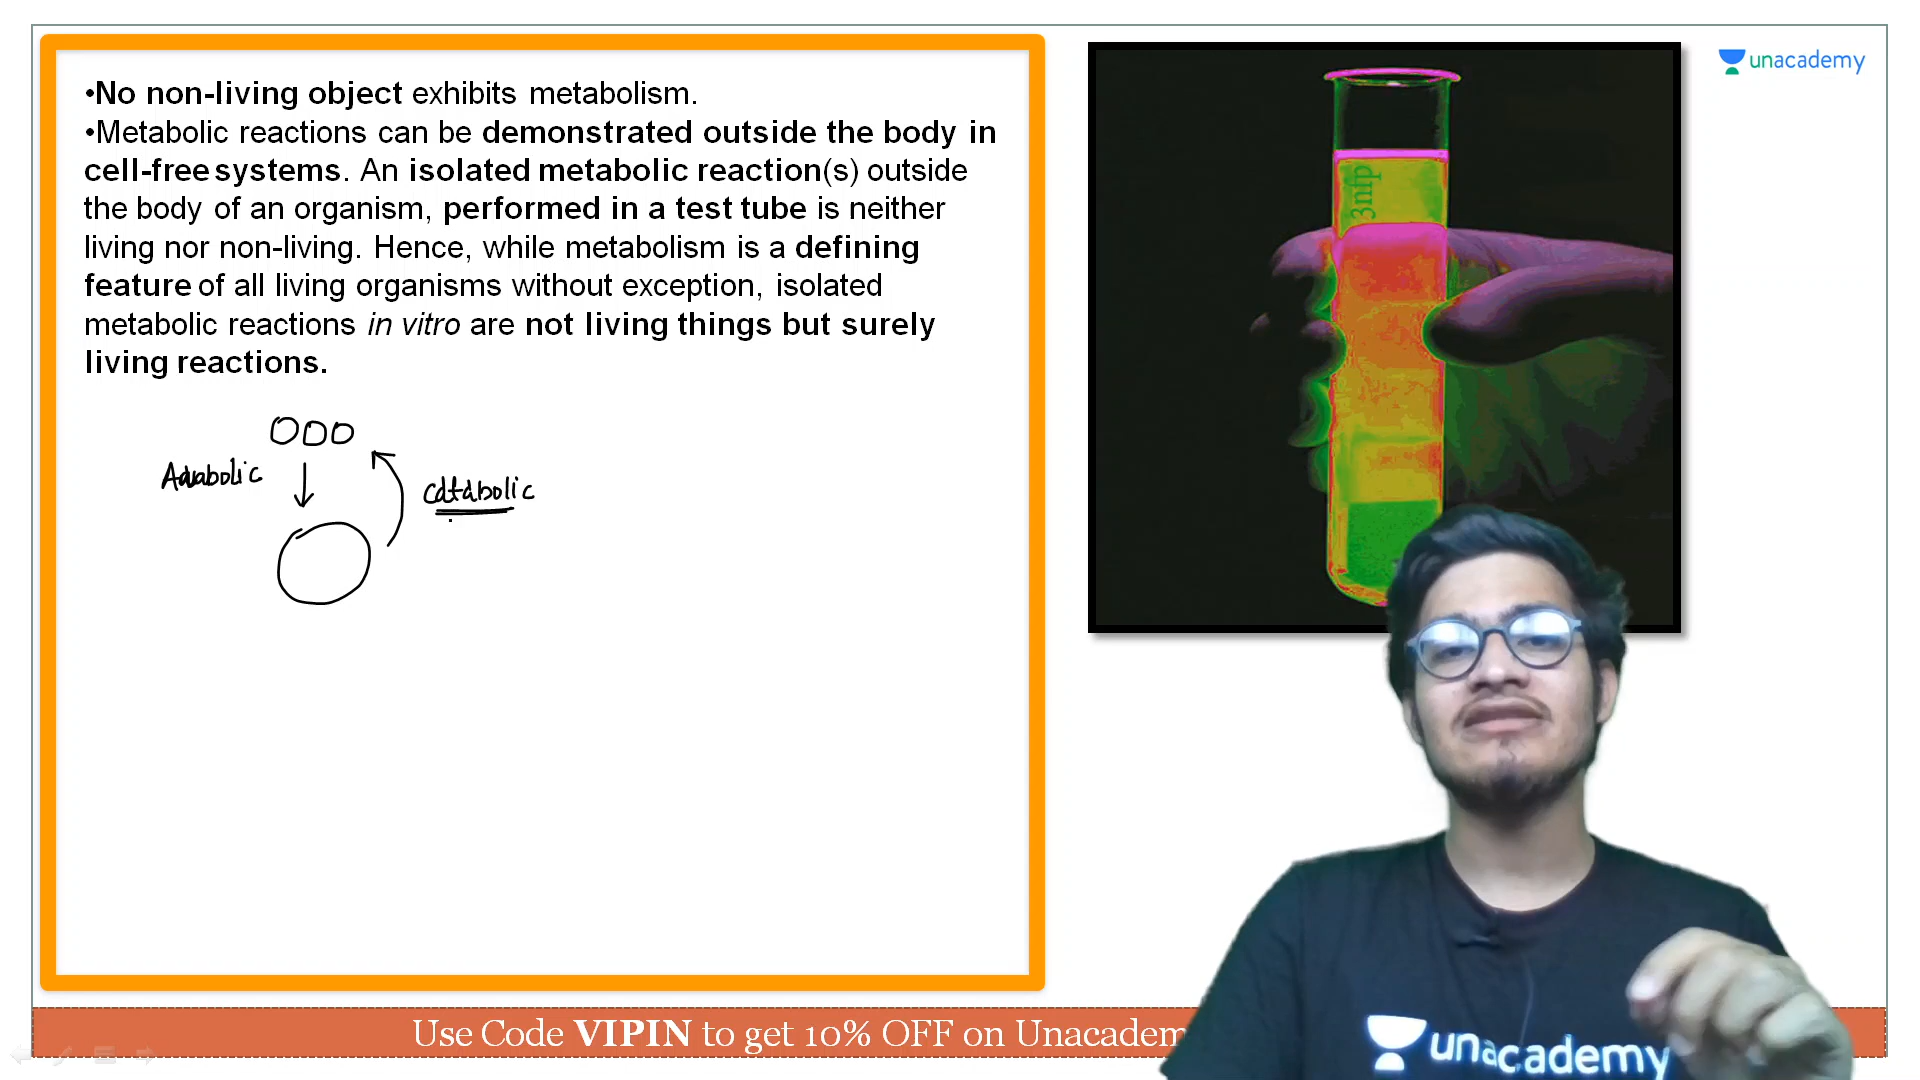 •No non-living object exhibits metabolism.
•Metabolic reactions can be demonstrated outside the body in
cell-free systems. An isolated metabolic reaction(s) outside
the body of an organism, performed in a test tube is neither
living nor non-living. Hence, while metabolism is a defining
feature of all living organisms without exception, isolated
metabolic reactions in vitro are not living things but surely
living reactions.
Anabolic
Catabolic
unacademy
3nfp
Use Code VIPIN to get 10% OFF on Unacadem
unacademy